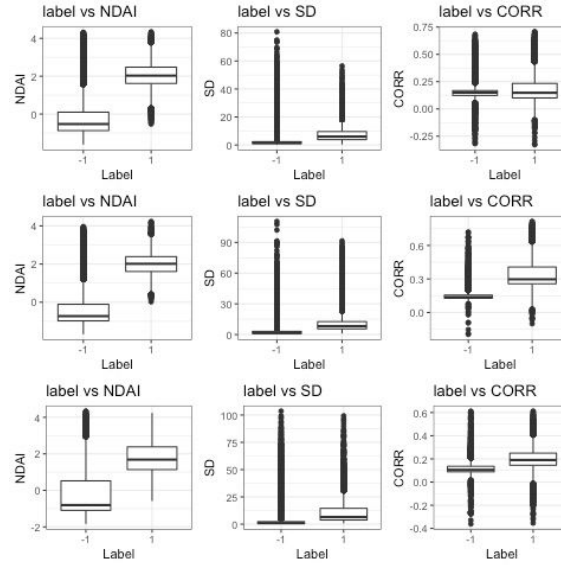 label vs NDAI
label vs SD
label vs CORR
NDAI
4
2
0
-1
1
Label
SD
80
60
40
20
0
-1
1
Label
CORR
0.75
0.50
0.25
0.00
-0.25
-1
1
Label
label vs NDAI
label vs SD
label vs CORR
NDAI
4
2
0
-1
1
Label
SD
90
60
30
0
-1
1
Label
CORR
0.6
0.3
0.0
-1
1
Label
label vs NDAI
label vs SD
label vs CORR
NDAI
4
2
0
-2
-1
1
Label
SD
100
75
50
25
0
-1
1
Label
CORR
0.6
0.4
0.2
0.0
-0.2
-0.4
-1
1
Label